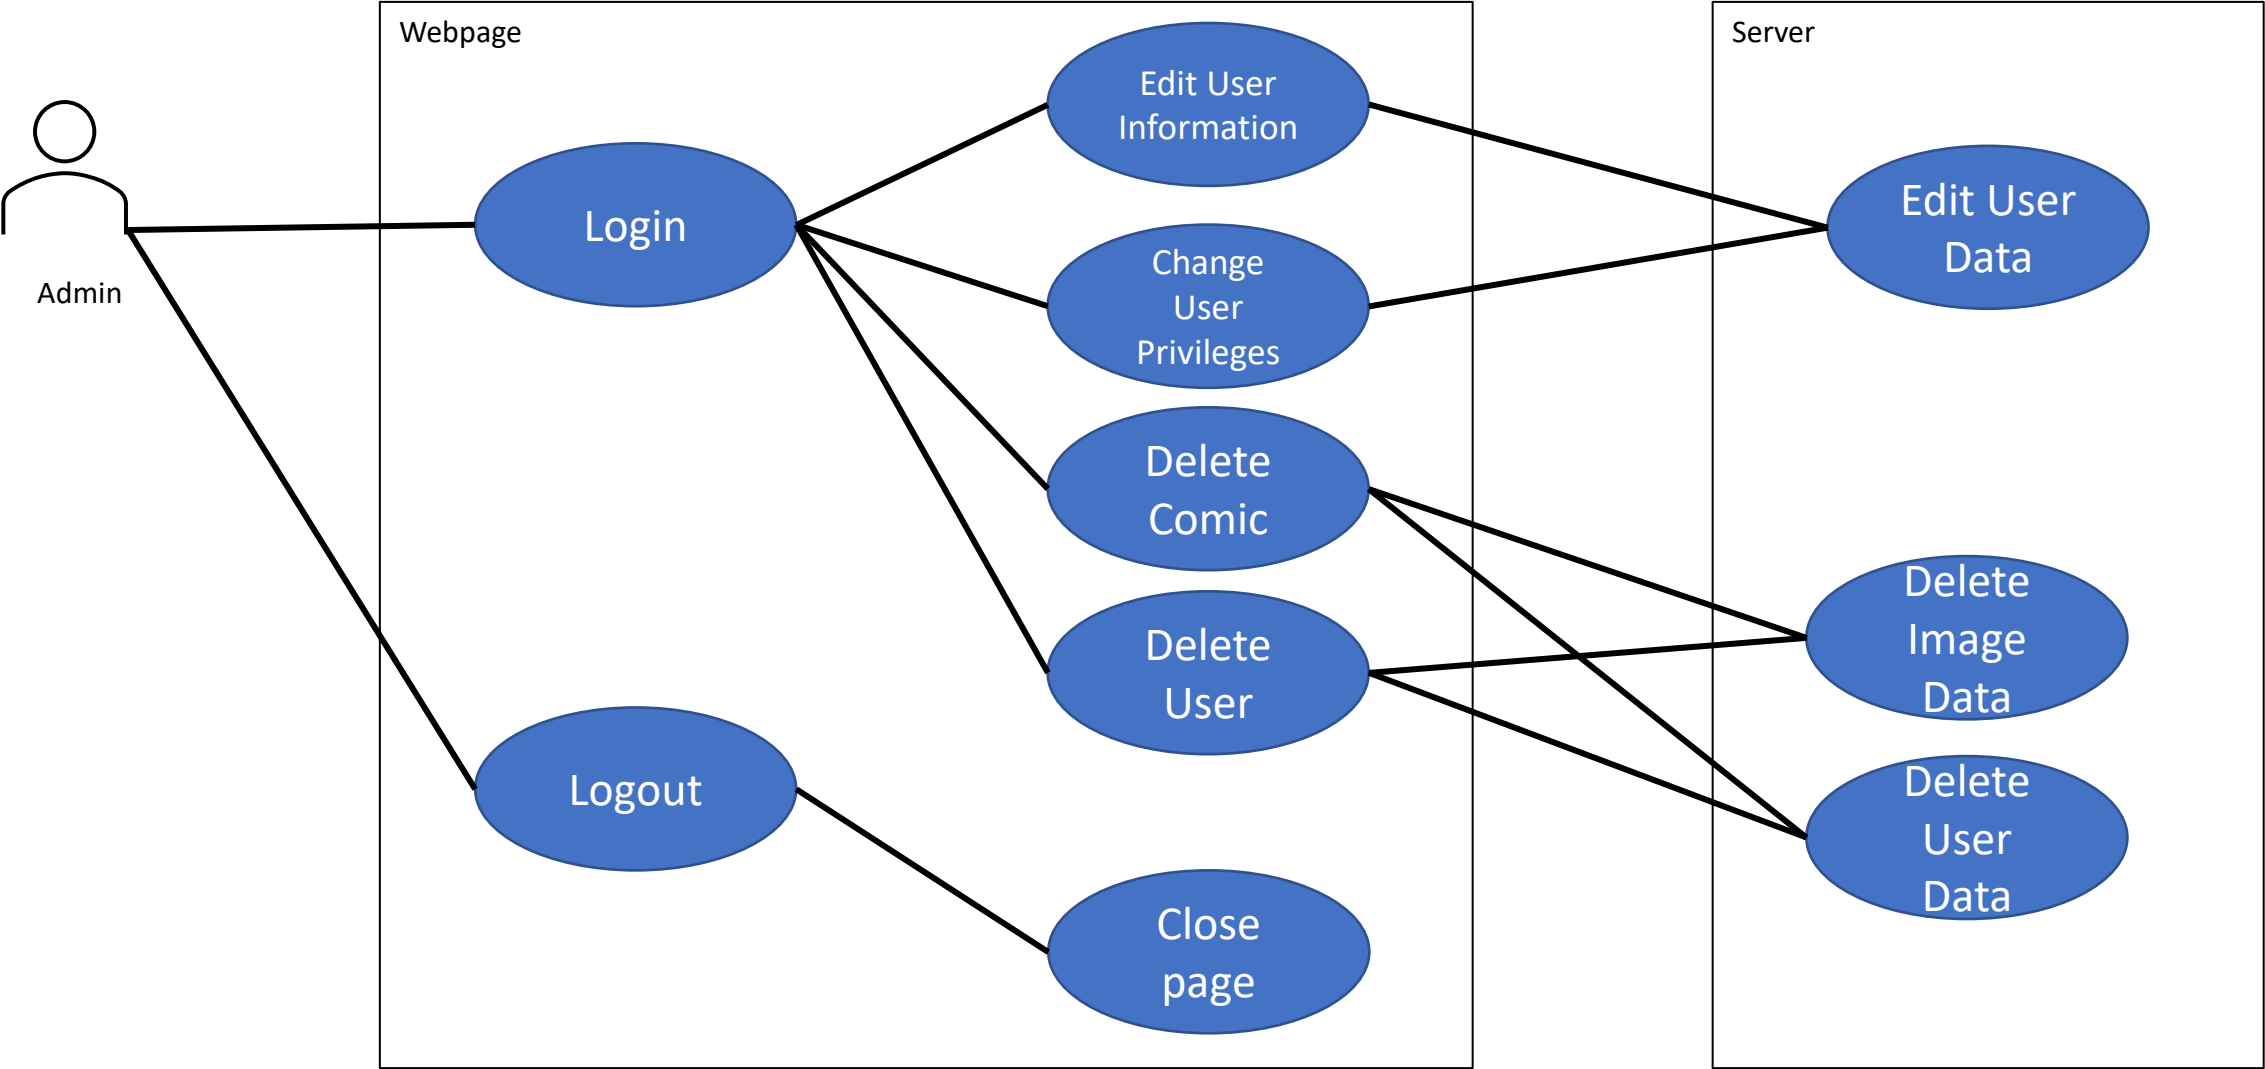 Webpage
Server
Admin
Login
Edit User
Information
Change
User
Privileges
Delete
Comic
Delete
User
Logout
Close
page
Edit User
Data
Delete
Image
Data
Delete
User
Data